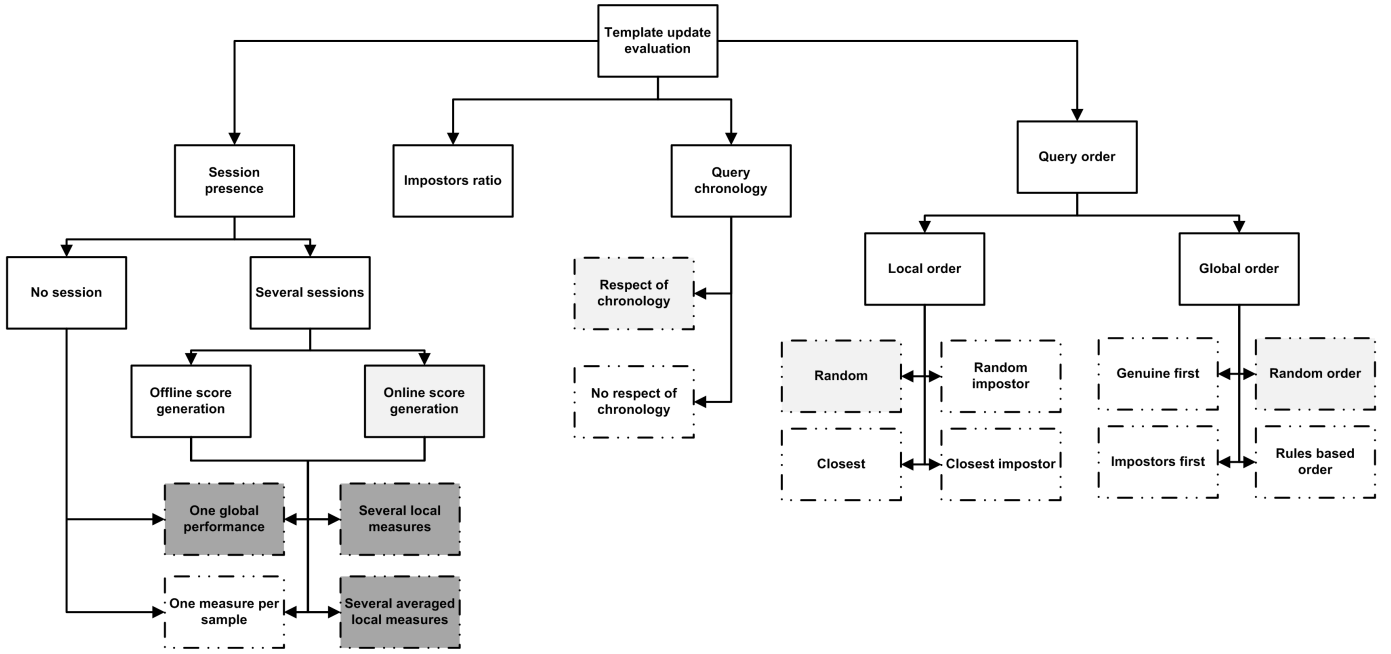 Template update
evaluation
Session
presence
Impostors ratio
Query
chronology
Query order
No session
Several sessions
Respect of
chronology
No respect of
chronology
Local order
Global order
Offline score
generation
Online score
generation
Random
Random
impostor
Closest
Closest impostor
Genuine first
Random order
Impostors first
Rules based
order
One global
performance
Several local
measures
One measure per
sample
Several averaged
local measures